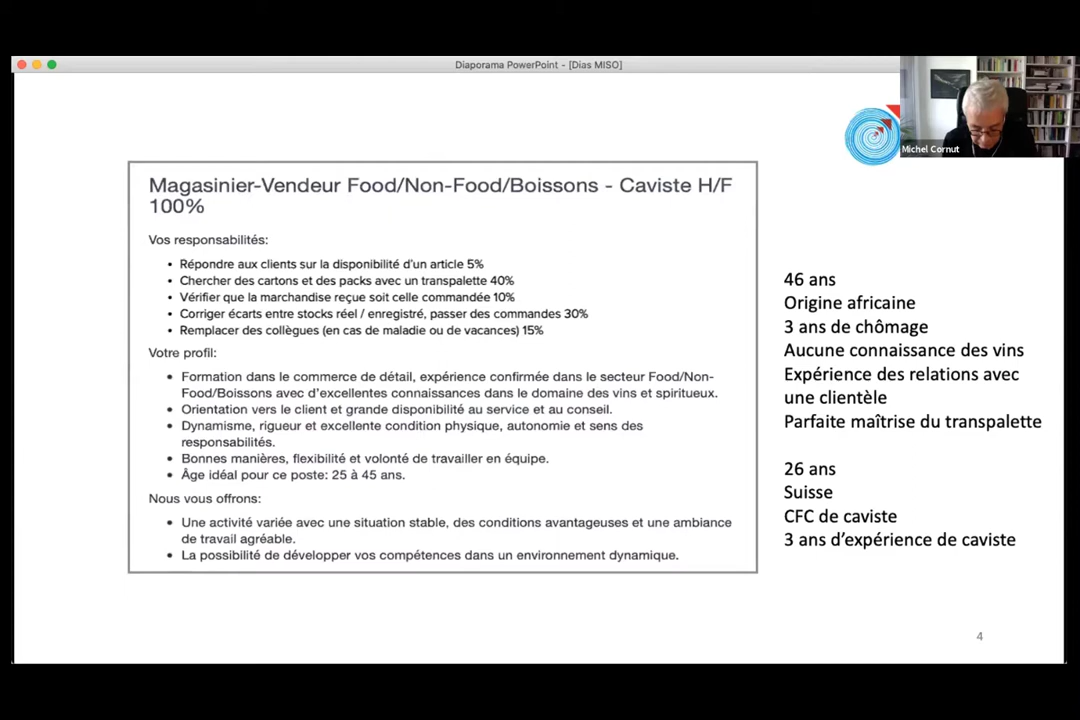 Diaporama PowerPoint - [Dias MISO]
Michel Cornut
Magasinier-Vendeur Food/Non-Food/Boissons - Caviste H/F
100%
Vos responsabilités:
• Répondre aux clients sur la disponibilité d'un article 5%
• Chercher des cartons et des packs avec un transpalette 40%
• Vérifier que la marchandise reçue soit celle commandée 10%
• Corriger écarts entre stocks réel / enregistré, passer des commandes 30%
• Remplacer des collègues (en cas de maladie ou de vacances) 15%
Votre profil:
• Formation dans le commerce de détail, expérience confirmée dans le secteur Food/Non-
Food/Boissons avec d'excellentes connaissances dans le domaine des vins et spiritueux.
• Orientation vers le client et grande disponibilité au service et au conseil.
• Dynamisme, rigueur et excellente condition physique, autonomie et sens des
responsabilités.
• Bonnes manières, flexibilité et volonté de travailler en équipe.
• Âge idéal pour ce poste: 25 à 45 ans.
Nous vous offrons:
• Une activité variée avec une situation stable, des conditions avantageuses et une ambiance
de travail agréable.
• La possibilité de développer vos compétences dans un environnement dynamique.
46 ans
Origine africaine
3 ans de chômage
Aucune connaissance des vins
Expérience des relations avec
une clientèle
Parfaite maîtrise du transpalette
26 ans
Suisse
CFC de caviste
3 ans d'expérience de caviste
4